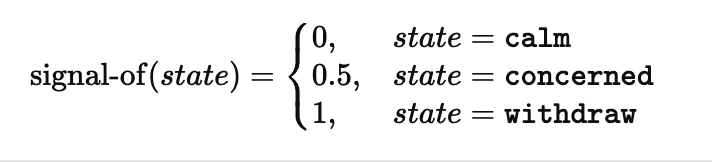 0, state = calm
signal-of(state) = { 0.5, state = concerned
1, state = withdraw